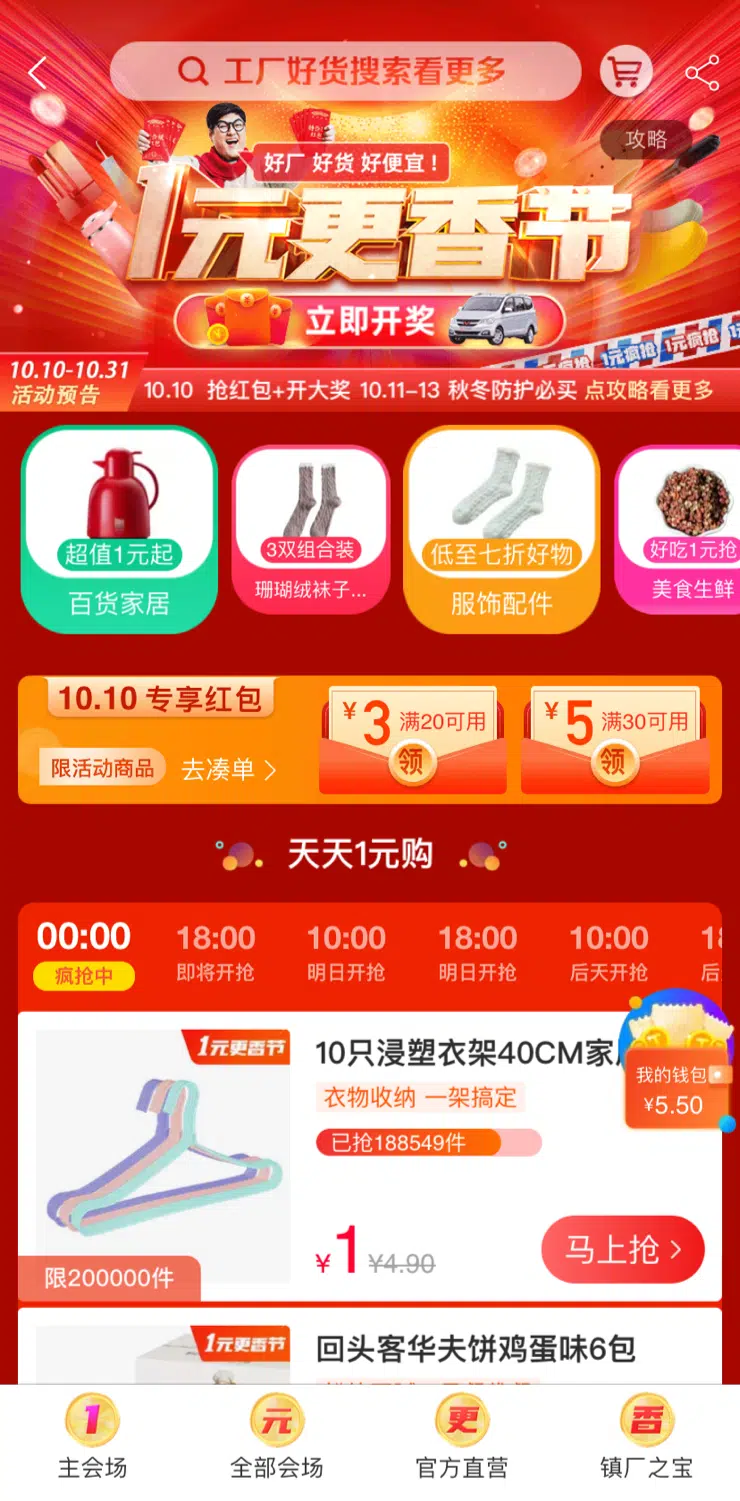 工厂好货搜索看更多
攻略
好厂 好货 好便宜！
1元更香节
立即开奖
1元疯抢 1元疯抢
10.10-10.31
活动预告
10.10 抢红包+开大奖 10.11-13 秋冬防护必买 点攻略看更多
超值1元起
百货家居
3双组合装
珊瑚绒袜子...
低至七折好物
服饰配件
好吃1元抢
美食生鲜
10.10 专享红包
限活动商品 去凑单
¥3 满20可用
领
¥5 满30可用
领
天天1元购
00:00 18:00 10:00 18:00 10:00
疯抢中 即将开抢 明日开抢 明日开抢 后天开抢
1元更香节
10只浸塑衣架40CM家
衣物收纳 一架搞定
已抢188549件
我的钱包
¥5.50
¥1 ¥4.90
马上抢
限200000件
1元更香节
回头客华夫饼鸡蛋味6包
1 元 更 香
主会场 全部会场 官方直营 镇厂之宝